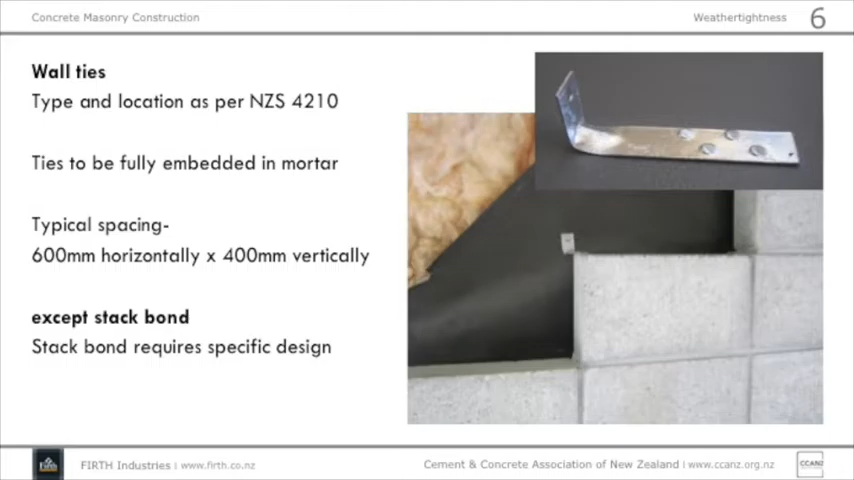 Concrete Masonry Construction
Weathertightness 6
Wall ties
Type and location as per NZS 4210
Ties to be fully embedded in mortar
Typical spacing-
600mm horizontally x 400mm vertically
except stack bond
Stack bond requires specific design
Firth
FIRTH Industries | www.firth.co.nz
Cement & Concrete Association of New Zealand | www.ccanz.org.nz
CCANZ